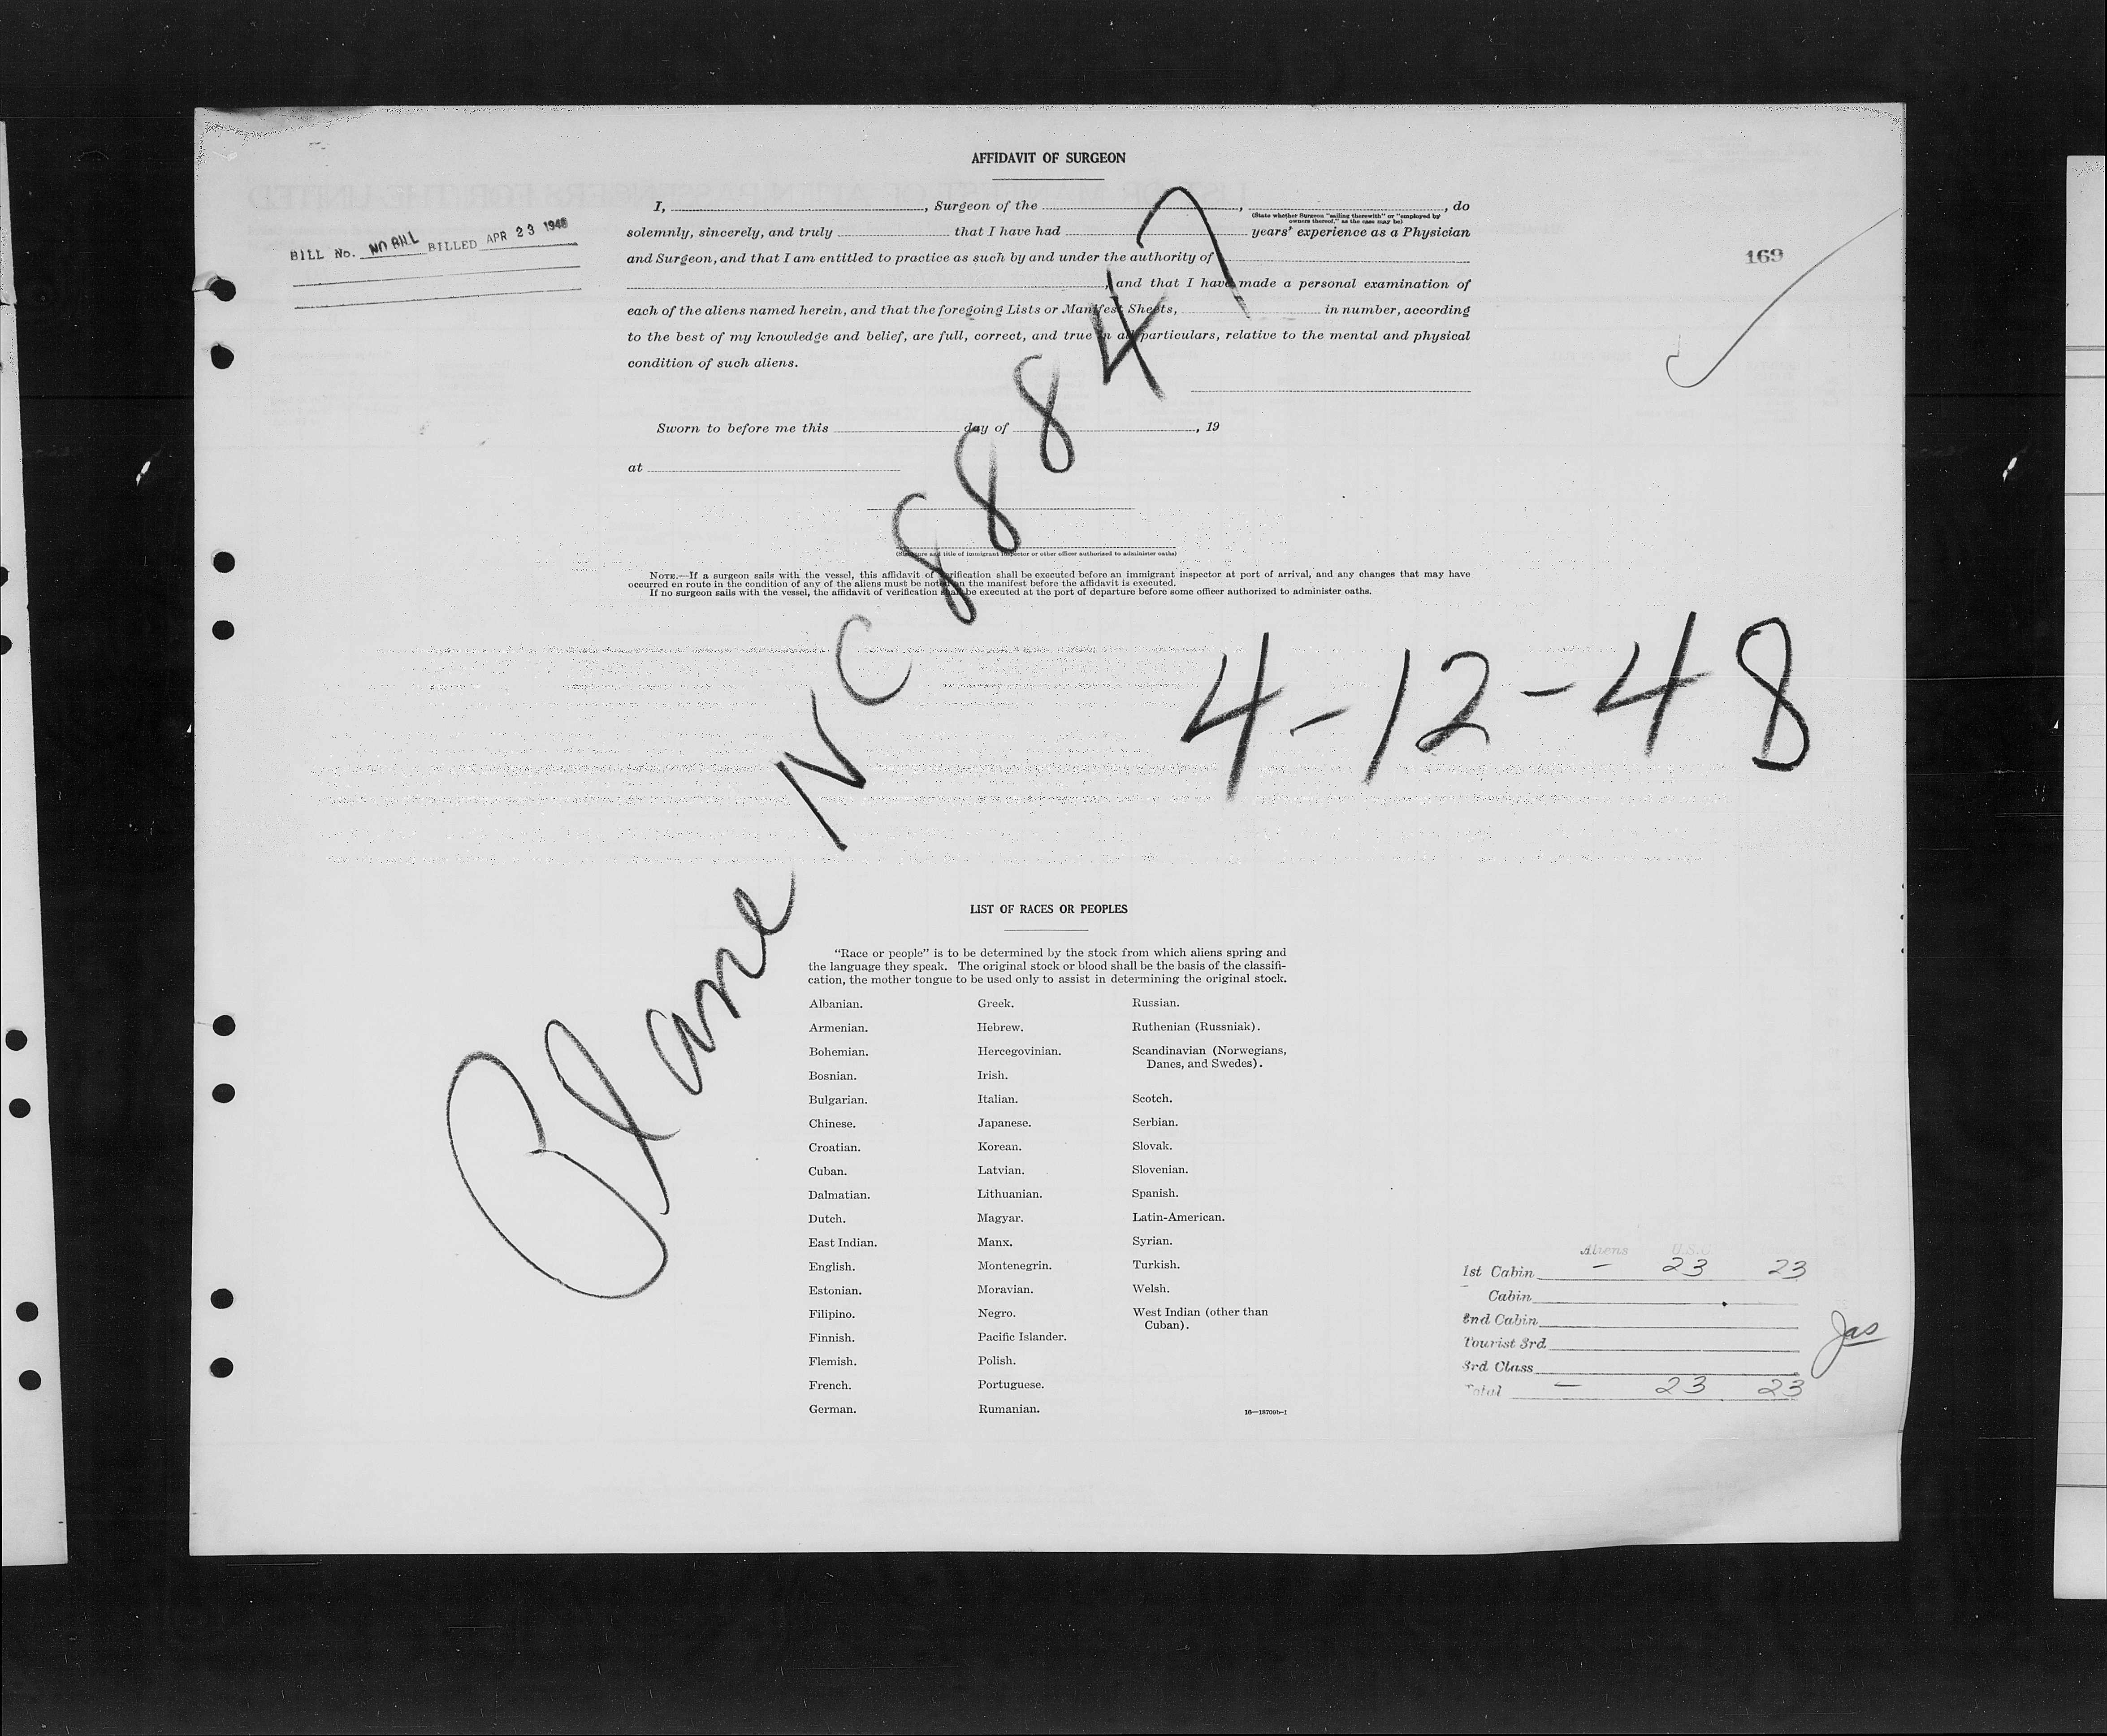 AFFIDAVIT OF SURGEON
I, , Surgeon of the , , do
(State whether Surgeon "sailing therewith" or "employed by owners thereof," as the case may be)
solemnly, sincerely, and truly that I have had years' experience as a Physician
and Surgeon, and that I am entitled to practice as such by and under the authority of
, and that I have made a personal examination of
each of the aliens named herein, and that the foregoing Lists or Manifest Sheets, in number, according
to the best of my knowledge and belief, are full, correct, and true in all particulars, relative to the mental and physical
condition of such aliens.
BILL No. NO BILL BILLED APR 23 1948
169
Sworn to before me this day of , 19
at
(Signature and title of immigrant inspector or other officer authorized to administer oaths)
NOTE.—If a surgeon sails with the vessel, this affidavit of verification shall be executed before an immigrant inspector at port of arrival, and any changes that may have
occurred en route in the condition of any of the aliens must be noted on the manifest before the affidavit is executed.
If no surgeon sails with the vessel, the affidavit of verification shall be executed at the port of departure before some officer authorized to administer oaths.
Plane NC 88847
4-12-48
LIST OF RACES OR PEOPLES
"Race or people" is to be determined by the stock from which aliens spring and
the language they speak. The original stock or blood shall be the basis of the classifi-
cation, the mother tongue to be used only to assist in determining the original stock.
Albanian.
Armenian.
Bohemian.
Bosnian.
Bulgarian.
Chinese.
Croatian.
Cuban.
Dalmatian.
Dutch.
East Indian.
English.
Estonian.
Filipino.
Finnish.
Flemish.
French.
German.
Greek.
Hebrew.
Hercegovinian.
Irish.
Italian.
Japanese.
Korean.
Latvian.
Lithuanian.
Magyar.
Manx.
Montenegrin.
Moravian.
Negro.
Pacific Islander.
Polish.
Portuguese.
Rumanian.
Russian.
Ruthenian (Russniak).
Scandinavian (Norwegians,
Danes, and Swedes).
Scotch.
Serbian.
Slovak.
Slovenian.
Spanish.
Latin-American.
Syrian.
Turkish.
Welsh.
West Indian (other than
Cuban).
16—18709b-1
Aliens U.S.C
1st Cabin — 23 23
Cabin
2nd Cabin
Tourist 3rd
3rd Class
Total — 23 23
Jas